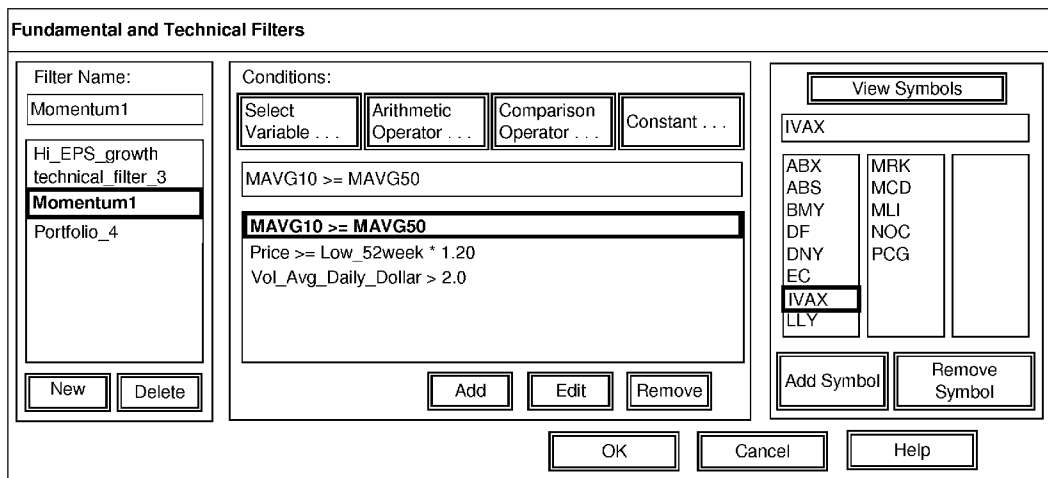 Fundamental and Technical Filters
Filter Name:
Momentum1
Hi_EPS_growth
technical_filter_3
Momentum1
Portfolio_4
New
Delete
Conditions:
Select
Variable . . .
Arithmetic
Operator . . .
Comparison
Operator . . .
Constant . . .
MAVG10 >= MAVG50
MAVG10 >= MAVG50
Price >= Low_52week * 1.20
Vol_Avg_Daily_Dollar > 2.0
Add
Edit
Remove
View Symbols
IVAX
ABX
ABS
BMY
DF
DNY
EC
IVAX
LLY
MRK
MCD
MLI
NOC
PCG
Add Symbol
Remove
Symbol
OK
Cancel
Help